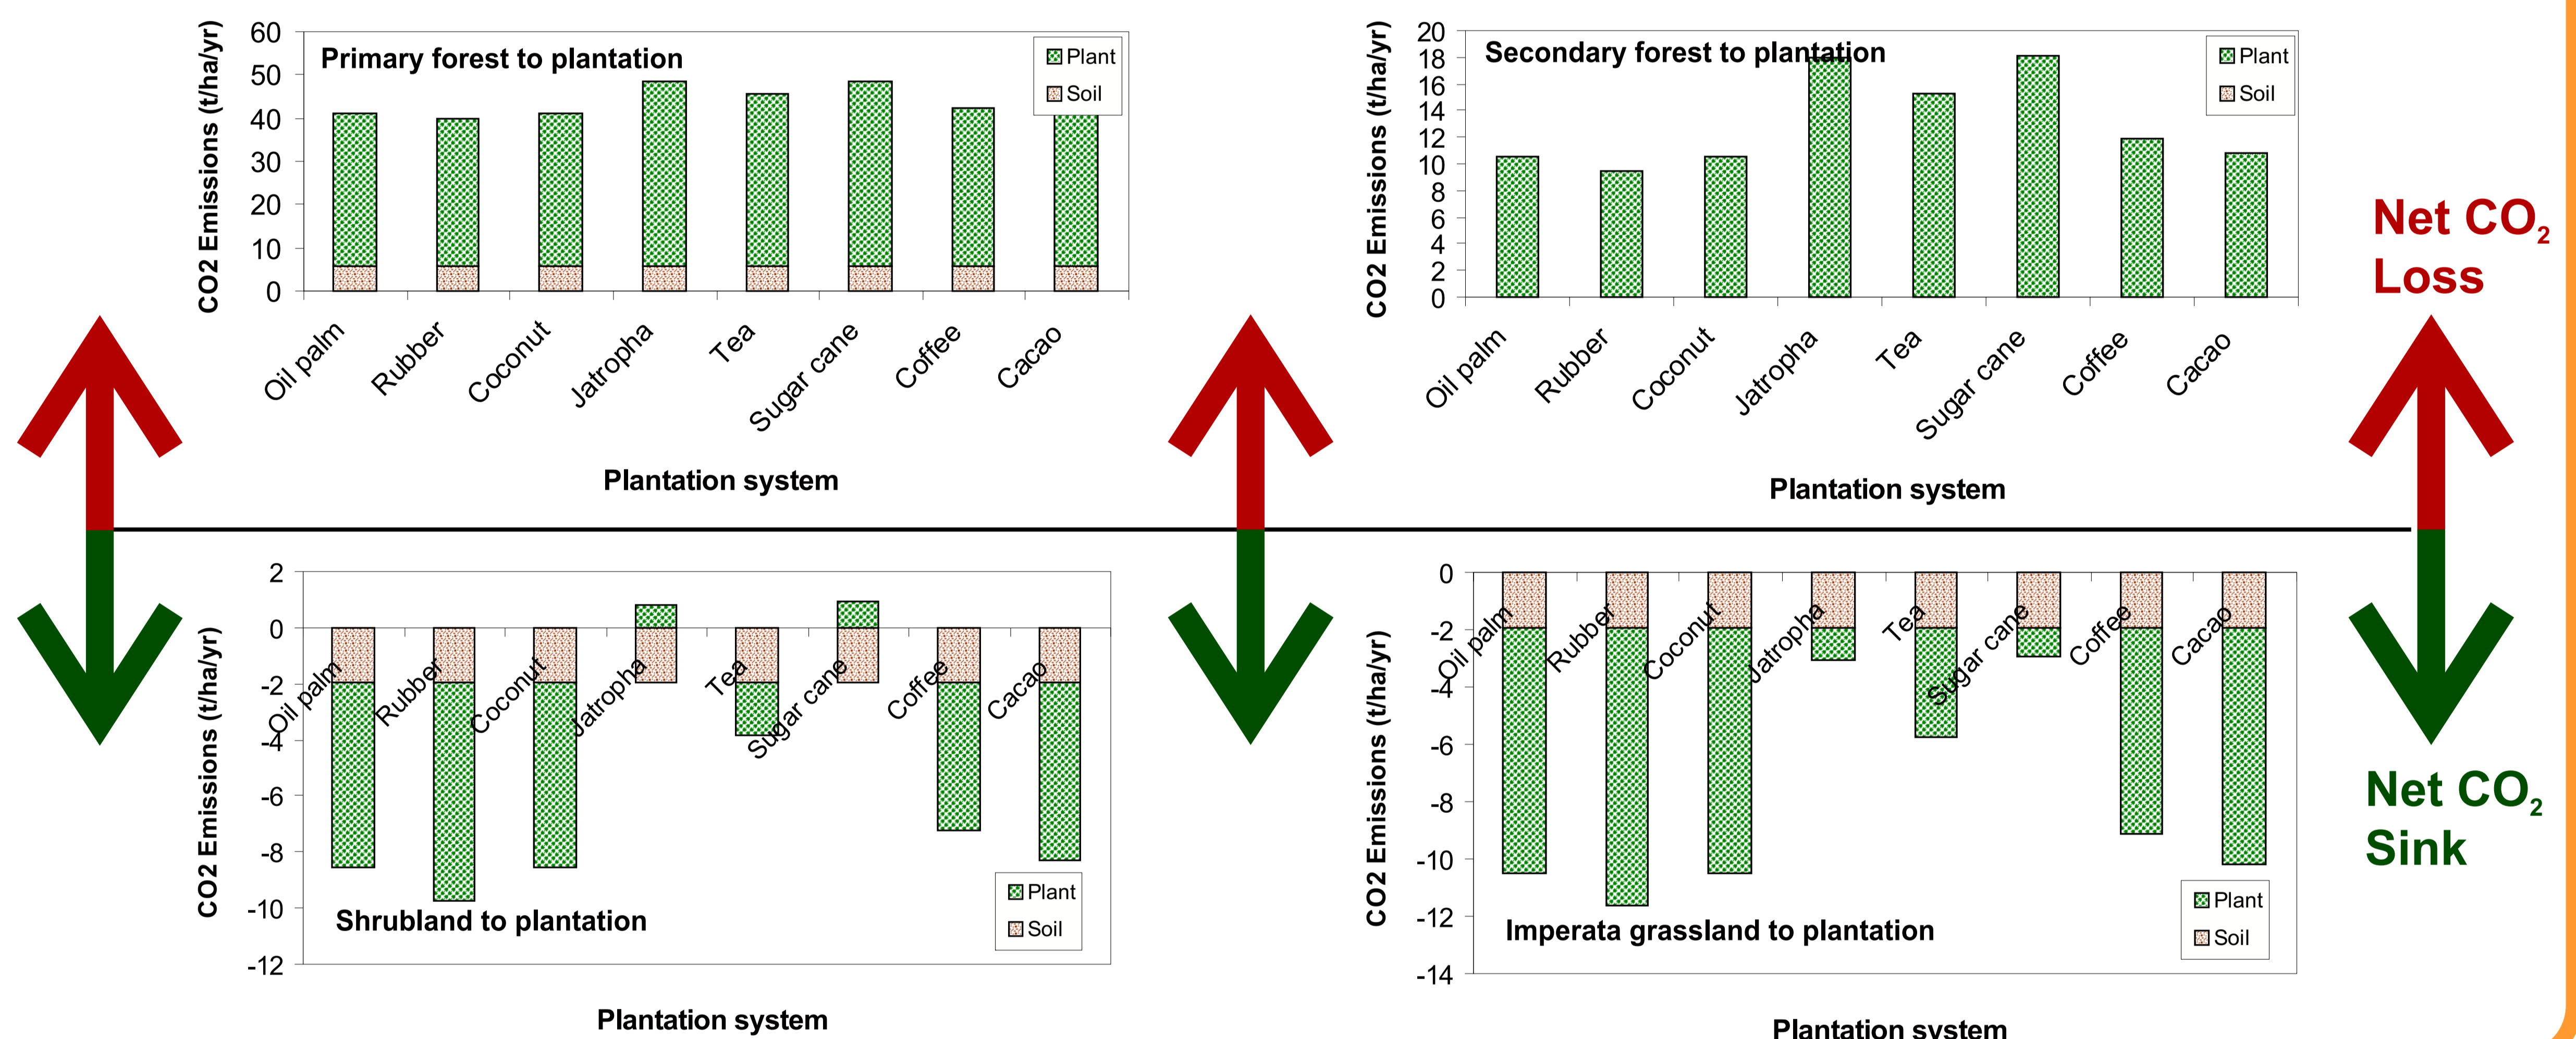 Primary forest to plantation
CO2 Emissions (t/ha/yr)
60
50
40
30
20
10
0
Plant
Soil
Oil palm
Rubber
Coconut
Jatropha
Tea
Sugar cane
Coffee
Cacao
Plantation system
Secondary forest to plantation
CO2 Emissions (t/ha/yr)
20
18
16
14
12
10
8
6
4
2
0
Plant
Soil
Oil palm
Rubber
Coconut
Jatropha
Tea
Sugar cane
Coffee
Cacao
Plantation system
Net CO2
Loss
CO2 Emissions (t/ha/yr)
2
0
-2
-4
-6
-8
-10
-12
Oil palm
Rubber
Coconut
Jatropha
Tea
Sugar cane
Coffee
Cacao
Shrubland to plantation
Plant
Soil
Plantation system
CO2 Emissions (t/ha/yr)
0
-2
-4
-6
-8
-10
-12
-14
Oil palm
Rubber
Coconut
Jatropha
Tea
Sugar cane
Coffee
Cacao
Imperata grassland to plantation
Plant
Soil
Plantation system
Net CO2
Sink